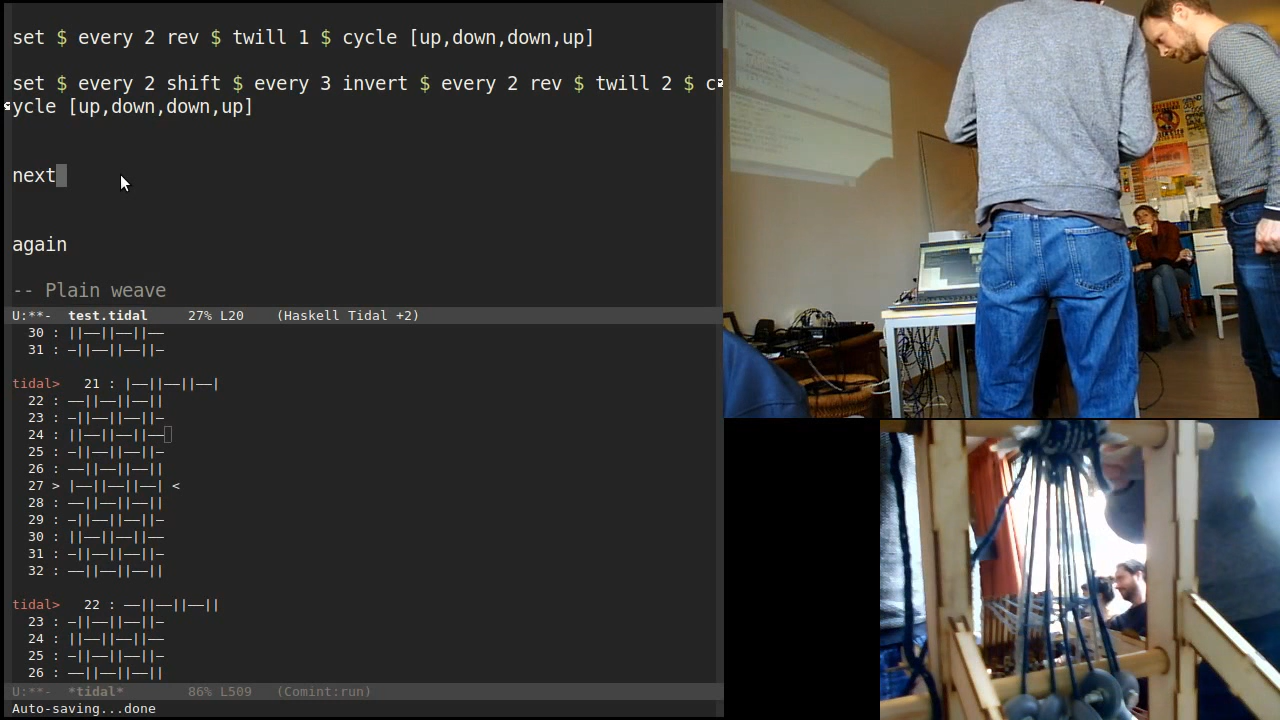 set $ every 2 rev $ twill 1 $ cycle [up,down,down,up]
set $ every 2 shift $ every 3 invert $ every 2 rev $ twill 2 $ c
ycle [up,down,down,up]
next
again
-- Plain weave
U:**-  test.tidal     27% L20    (Haskell Tidal +2)
30 : ||——||——||——
31 : —||——||——||—
tidal>   21 : |——||——||——|
22 : ——||——||——||
23 : —||——||——||—
24 : ||——||——||——
25 : —||——||——||—
26 : ——||——||——||
27 > |——||——||——| <
28 : ——||——||——||
29 : —||——||——||—
30 : ||——||——||——
31 : —||——||——||—
32 : ——||——||——||
tidal>   22 : ——||——||——||
23 : —||——||——||—
24 : ||——||——||——
25 : —||——||——||—
26 : ——||——||——||
U:**-  *tidal*        86% L509   (Comint:run)
Auto-saving...done